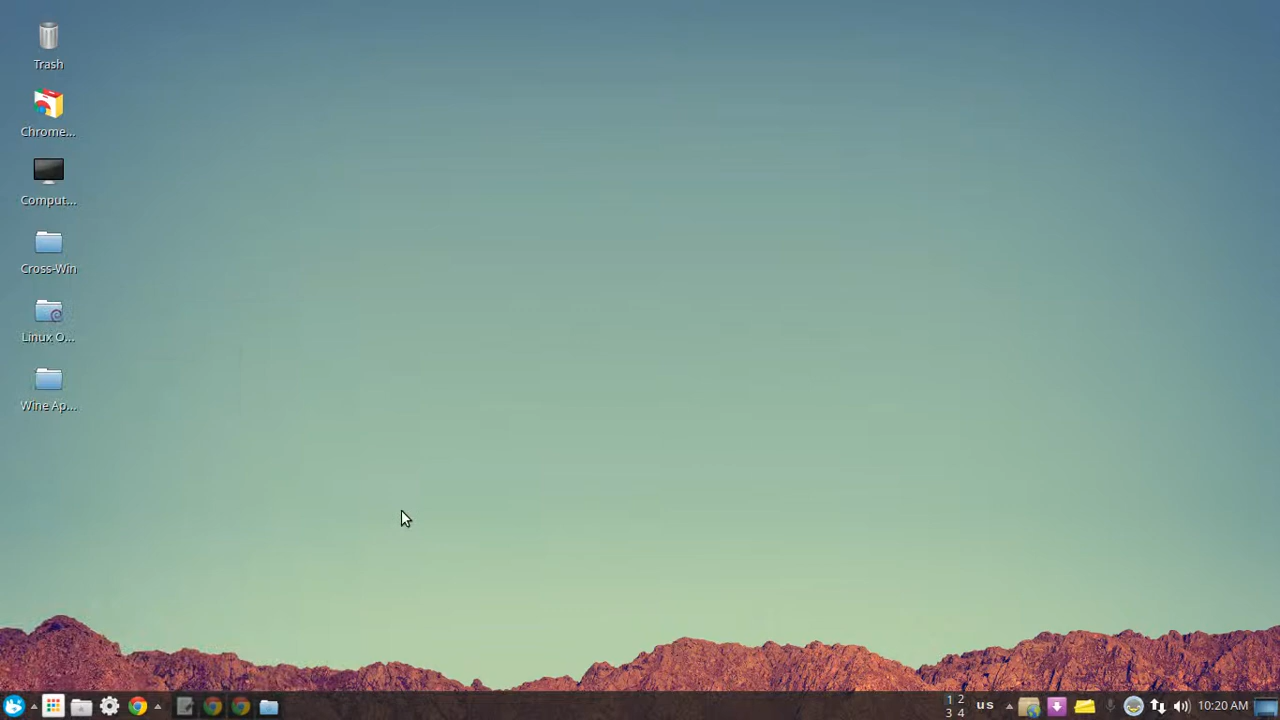 Trash
Chrome...
Comput...
Cross-Win
Linux O...
Wine Ap...
1 2
3 4
us
10:20 AM